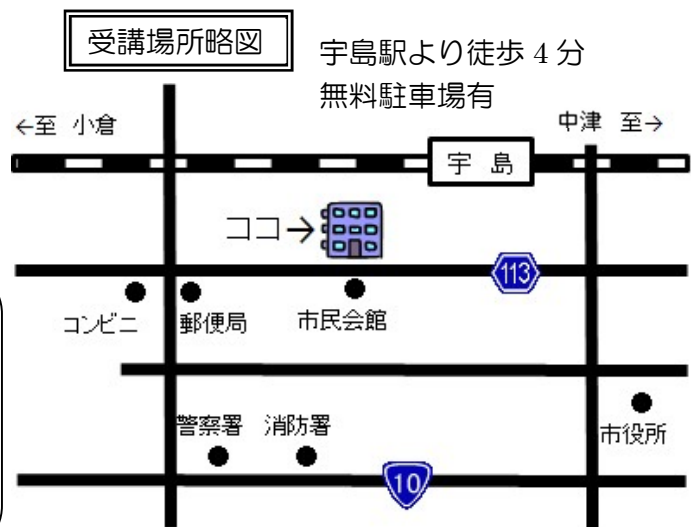 受講場所略図
宇島駅より徒歩 4 分
無料駐車場有
←至 小倉
中津 至→
宇 島
ココ→
113
コンビニ
郵便局
市民会館
警察署
消防署
市役所
10